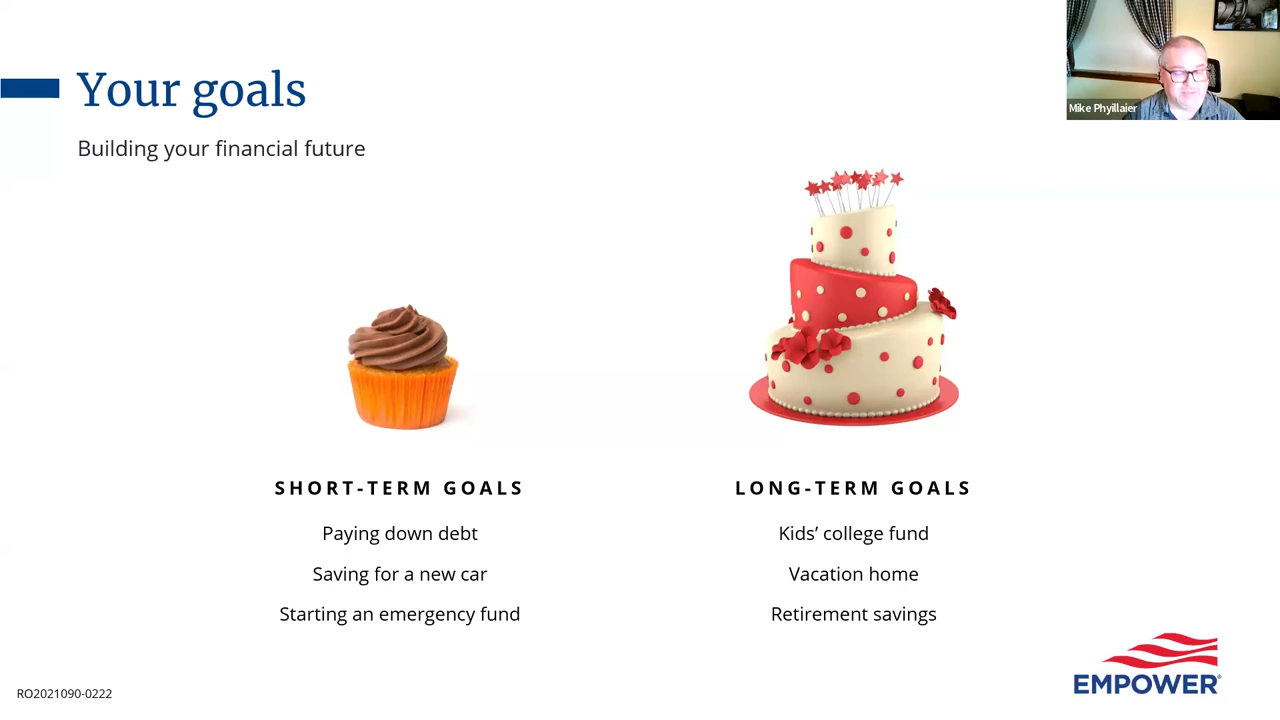 Your goals
Building your financial future
Mike Phyillaier
SHORT-TERM GOALS
Paying down debt
Saving for a new car
Starting an emergency fund
LONG-TERM GOALS
Kids’ college fund
Vacation home
Retirement savings
RO2021090-0222
EMPOWER®